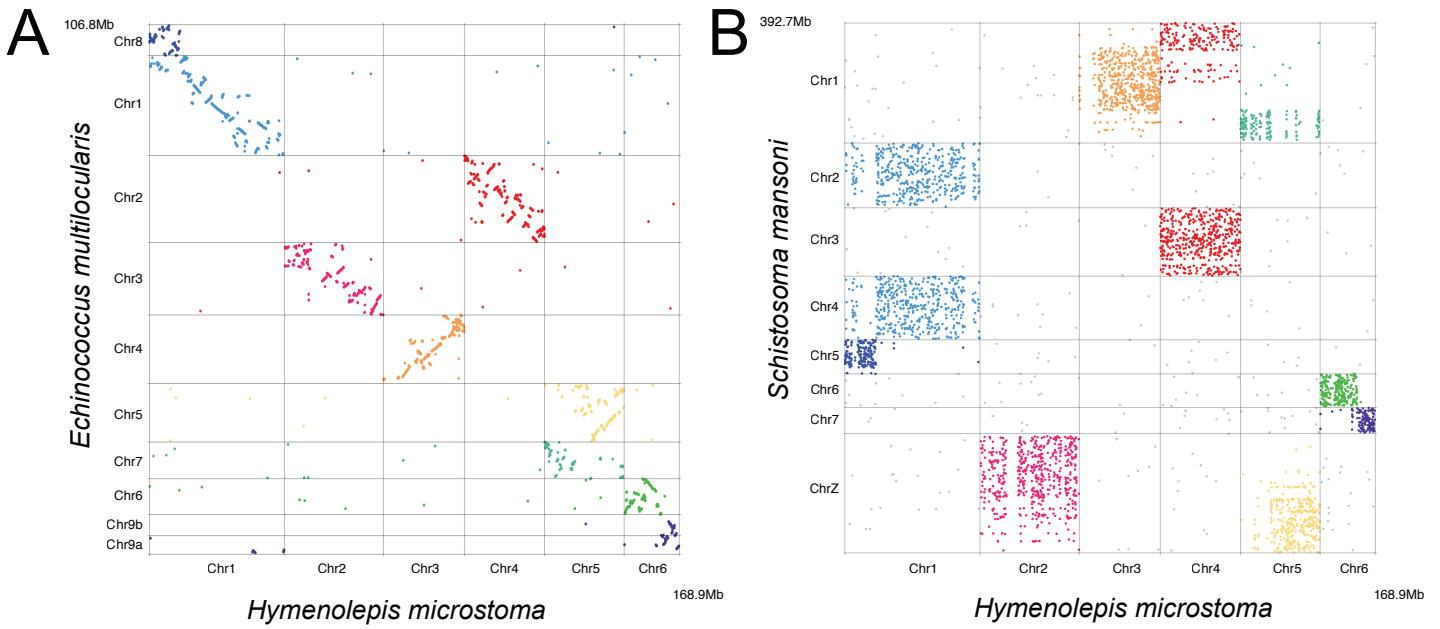 A
106.8Mb
Chr8
Chr1
Chr2
Chr3
Chr4
Chr5
Chr7
Chr6
Chr9b
Chr9a
Echinococcus multilocularis
Chr1 Chr2 Chr3 Chr4 Chr5 Chr6
168.9Mb
Hymenolepis microstoma
B
392.7Mb
Chr1
Chr2
Chr3
Chr4
Chr5
Chr6
Chr7
ChrZ
Schistosoma mansoni
Chr1 Chr2 Chr3 Chr4 Chr5 Chr6
168.9Mb
Hymenolepis microstoma